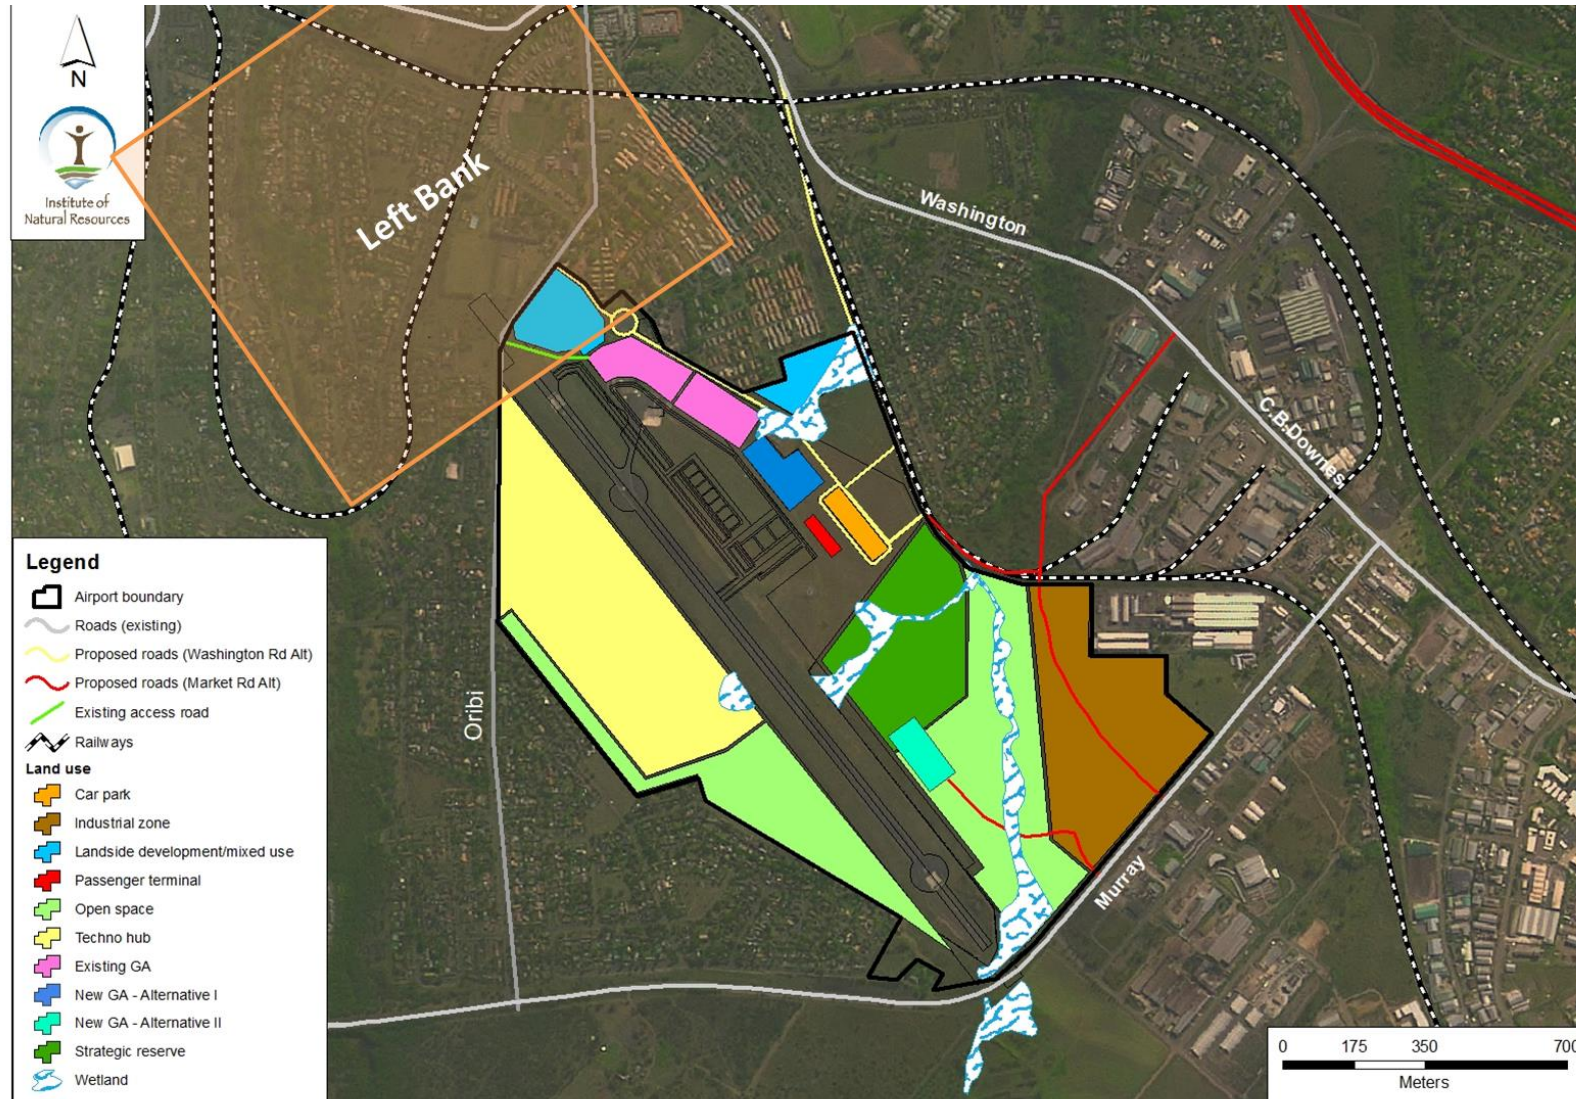 N
Institute of
Natural Resources
Left Bank
Washington
C.B.Downes
Oribi
Murray
Legend
Airport boundary
Roads (existing)
Proposed roads (Washington Rd Alt)
Proposed roads (Market Rd Alt)
Existing access road
Railways
Land use
Car park
Industrial zone
Landside development/mixed use
Passenger terminal
Open space
Techno hub
Existing GA
New GA - Alternative I
New GA - Alternative II
Strategic reserve
Wetland
0 175 350 700
Meters